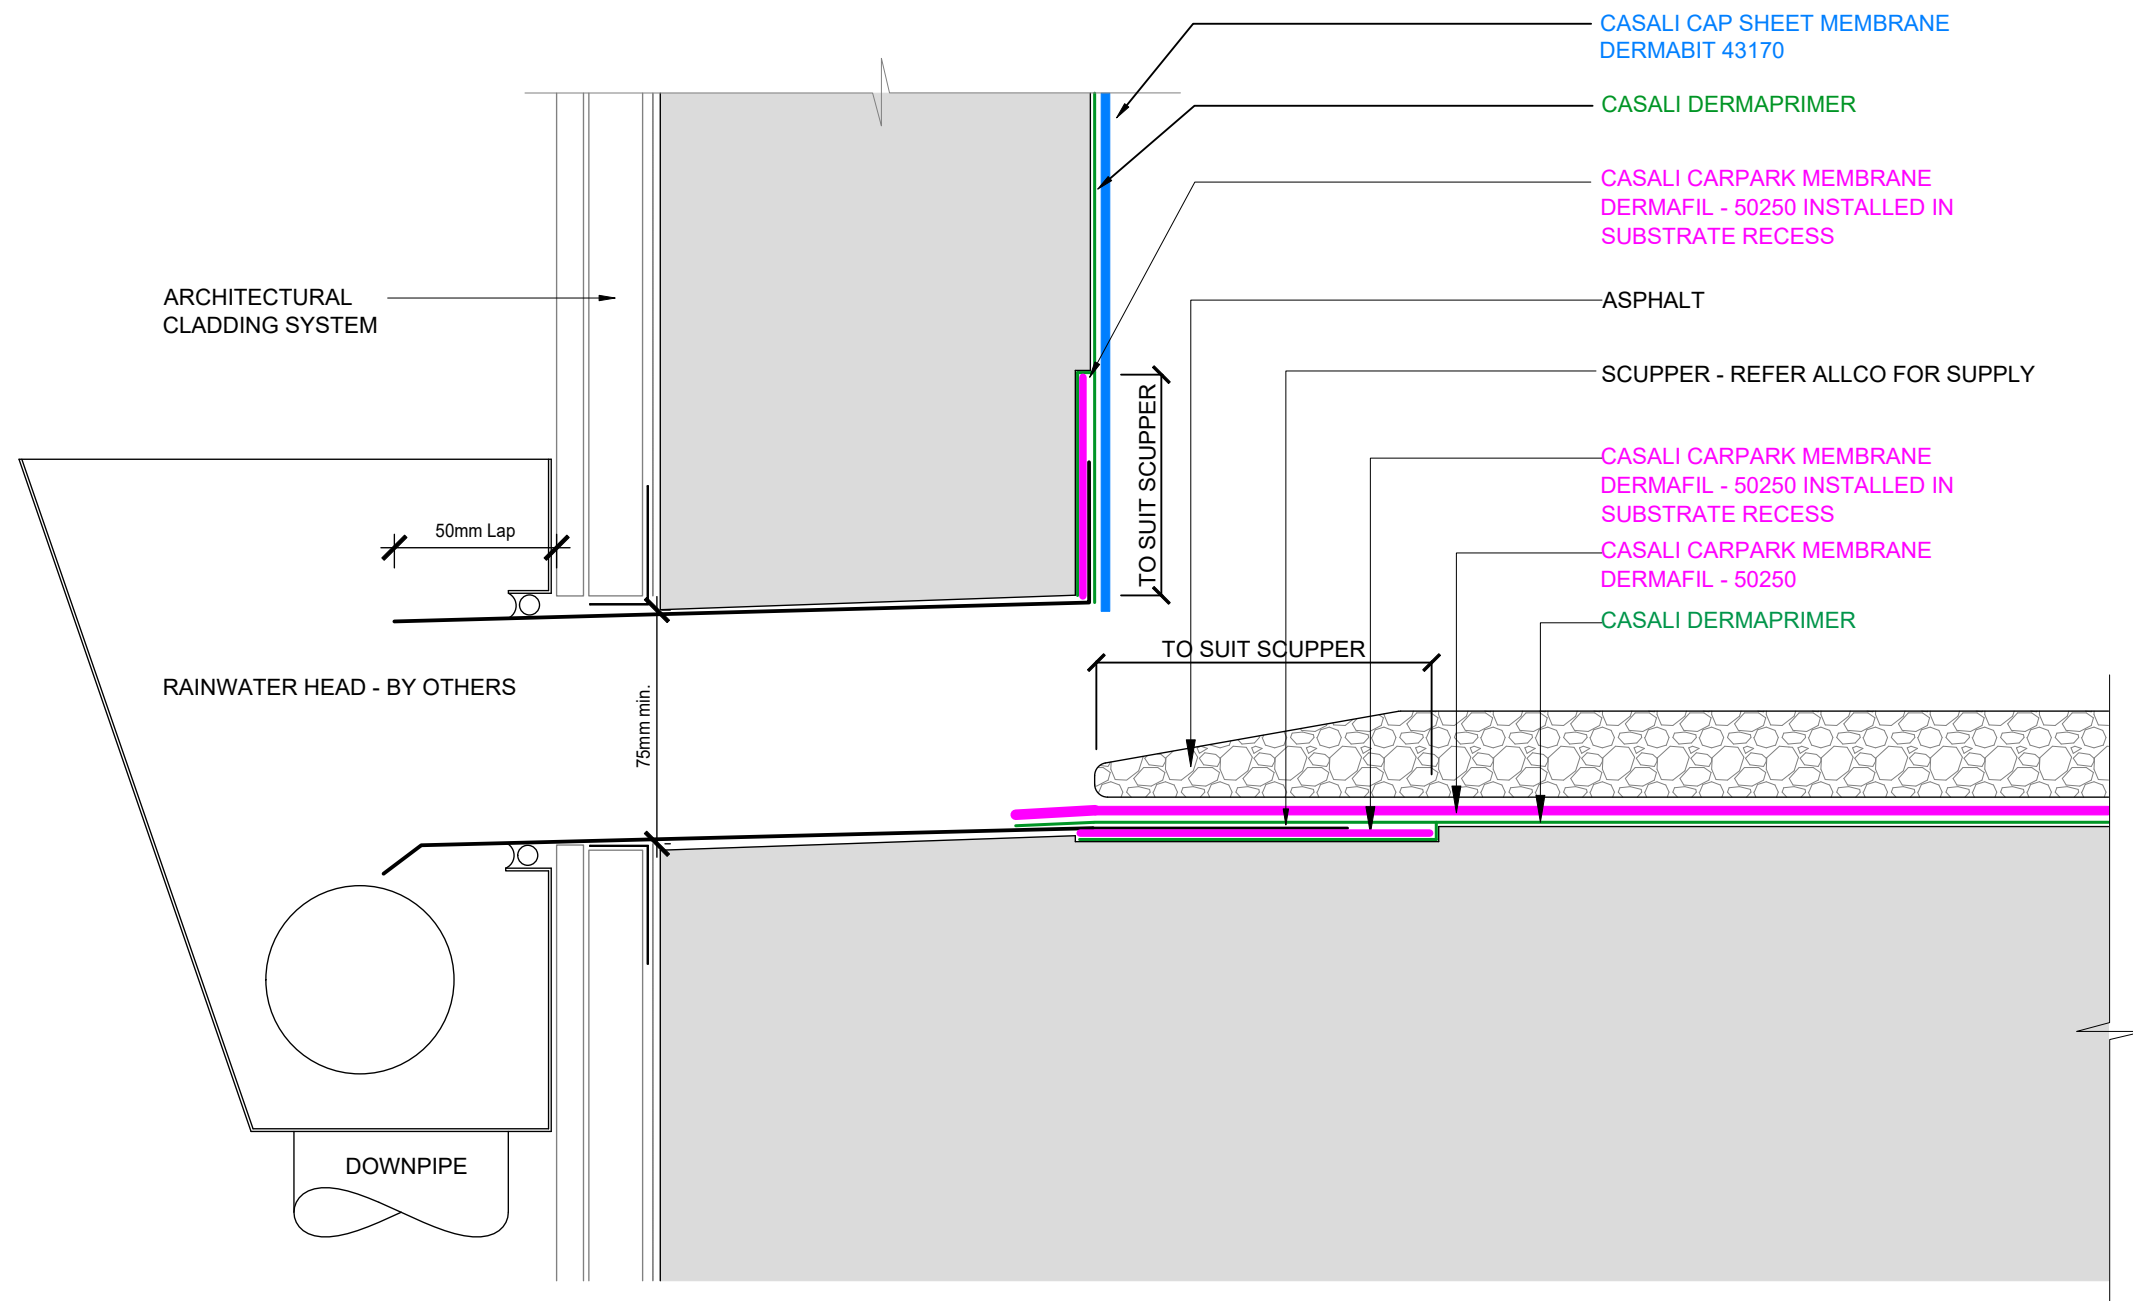 CASALI CAP SHEET MEMBRANE
DERMABIT 43170
CASALI DERMAPRIMER
CASALI CARPARK MEMBRANE
DERMAFIL - 50250 INSTALLED IN
SUBSTRATE RECESS
ARCHITECTURAL
CLADDING SYSTEM
ASPHALT
SCUPPER - REFER ALLCO FOR SUPPLY
TO SUIT SCUPPER
CASALI CARPARK MEMBRANE
DERMAFIL - 50250 INSTALLED IN
SUBSTRATE RECESS
50mm Lap
CASALI CARPARK MEMBRANE
DERMAFIL - 50250
CASALI DERMAPRIMER
TO SUIT SCUPPER
RAINWATER HEAD - BY OTHERS
75mm min.
DOWNPIPE